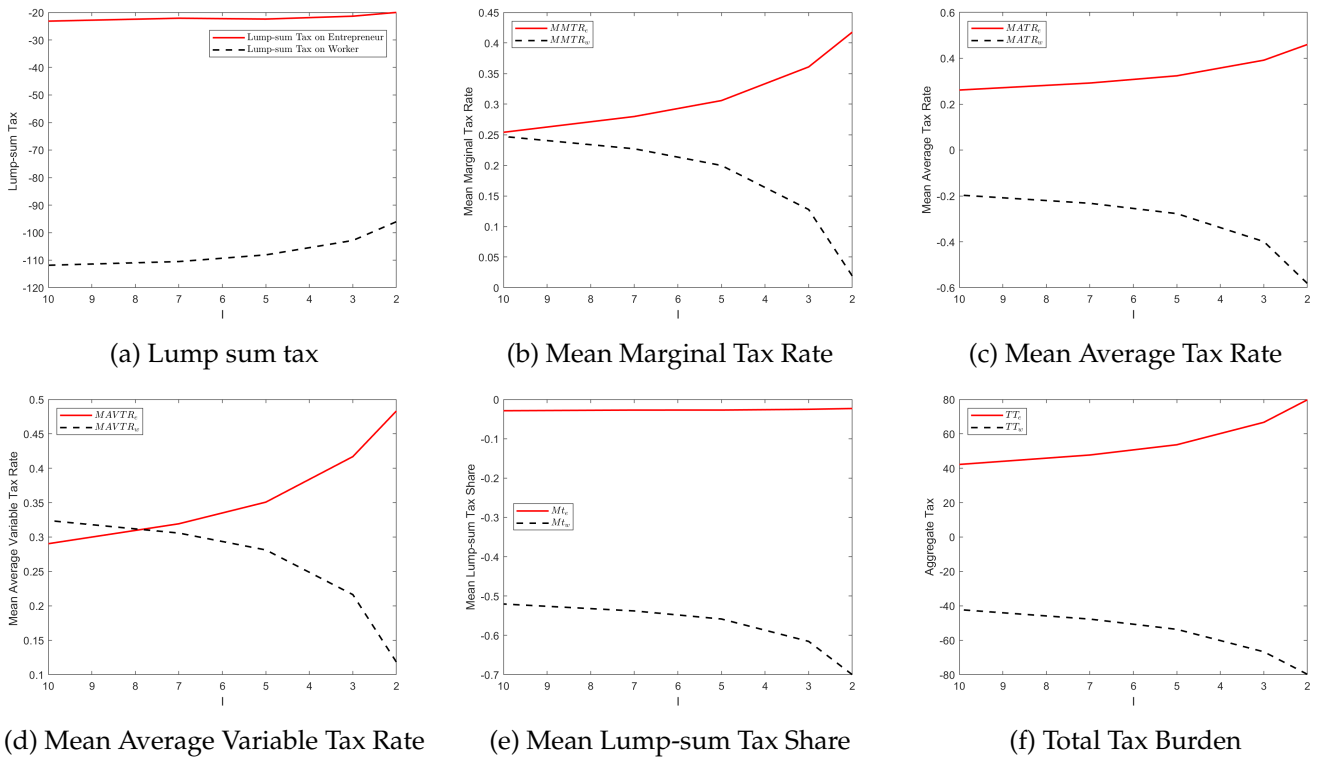 -20
-30
-40
-50
-60
-70
-80
-90
-100
-110
-120
Lump-sum Tax
Lump-sum Tax on Entrepreneur
Lump-sum Tax on Worker
10 9 8 7 6 5 4 3 2
I
(a) Lump sum tax
0.45
0.4
0.35
0.3
0.25
0.2
0.15
0.1
0.05
0
Mean Marginal Tax Rate
MMTR_e
MMTR_w
10 9 8 7 6 5 4 3 2
I
(b) Mean Marginal Tax Rate
0.6
0.4
0.2
0
-0.2
-0.4
-0.6
Mean Average Tax Rate
MATR_e
MATR_w
10 9 8 7 6 5 4 3 2
I
(c) Mean Average Tax Rate
0.5
0.45
0.4
0.35
0.3
0.25
0.2
0.15
0.1
Mean Average Variable Tax Rate
MAVTR_e
MAVTR_w
10 9 8 7 6 5 4 3 2
I
(d) Mean Average Variable Tax Rate
0
-0.1
-0.2
-0.3
-0.4
-0.5
-0.6
-0.7
Mean Lump-sum Tax Share
Mt_e
Mt_w
10 9 8 7 6 5 4 3 2
I
(e) Mean Lump-sum Tax Share
80
60
40
20
0
-20
-40
-60
-80
Aggregate Tax
TT_e
TT_w
10 9 8 7 6 5 4 3 2
I
(f) Total Tax Burden